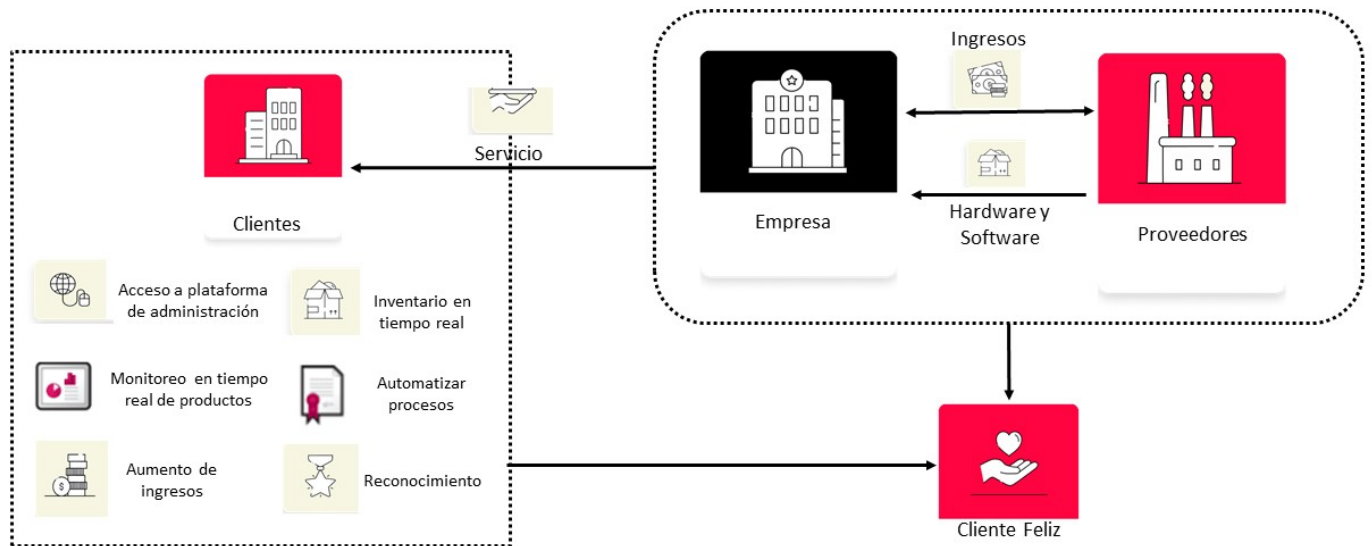 Ingresos
Servicio
Hardware y
Software
Clientes
Empresa
Proveedores
Acceso a plataforma
de administración
Inventario en
tiempo real
Monitoreo en tiempo
real de productos
Automatizar
procesos
Aumento de
ingresos
Reconocimiento
Cliente Feliz